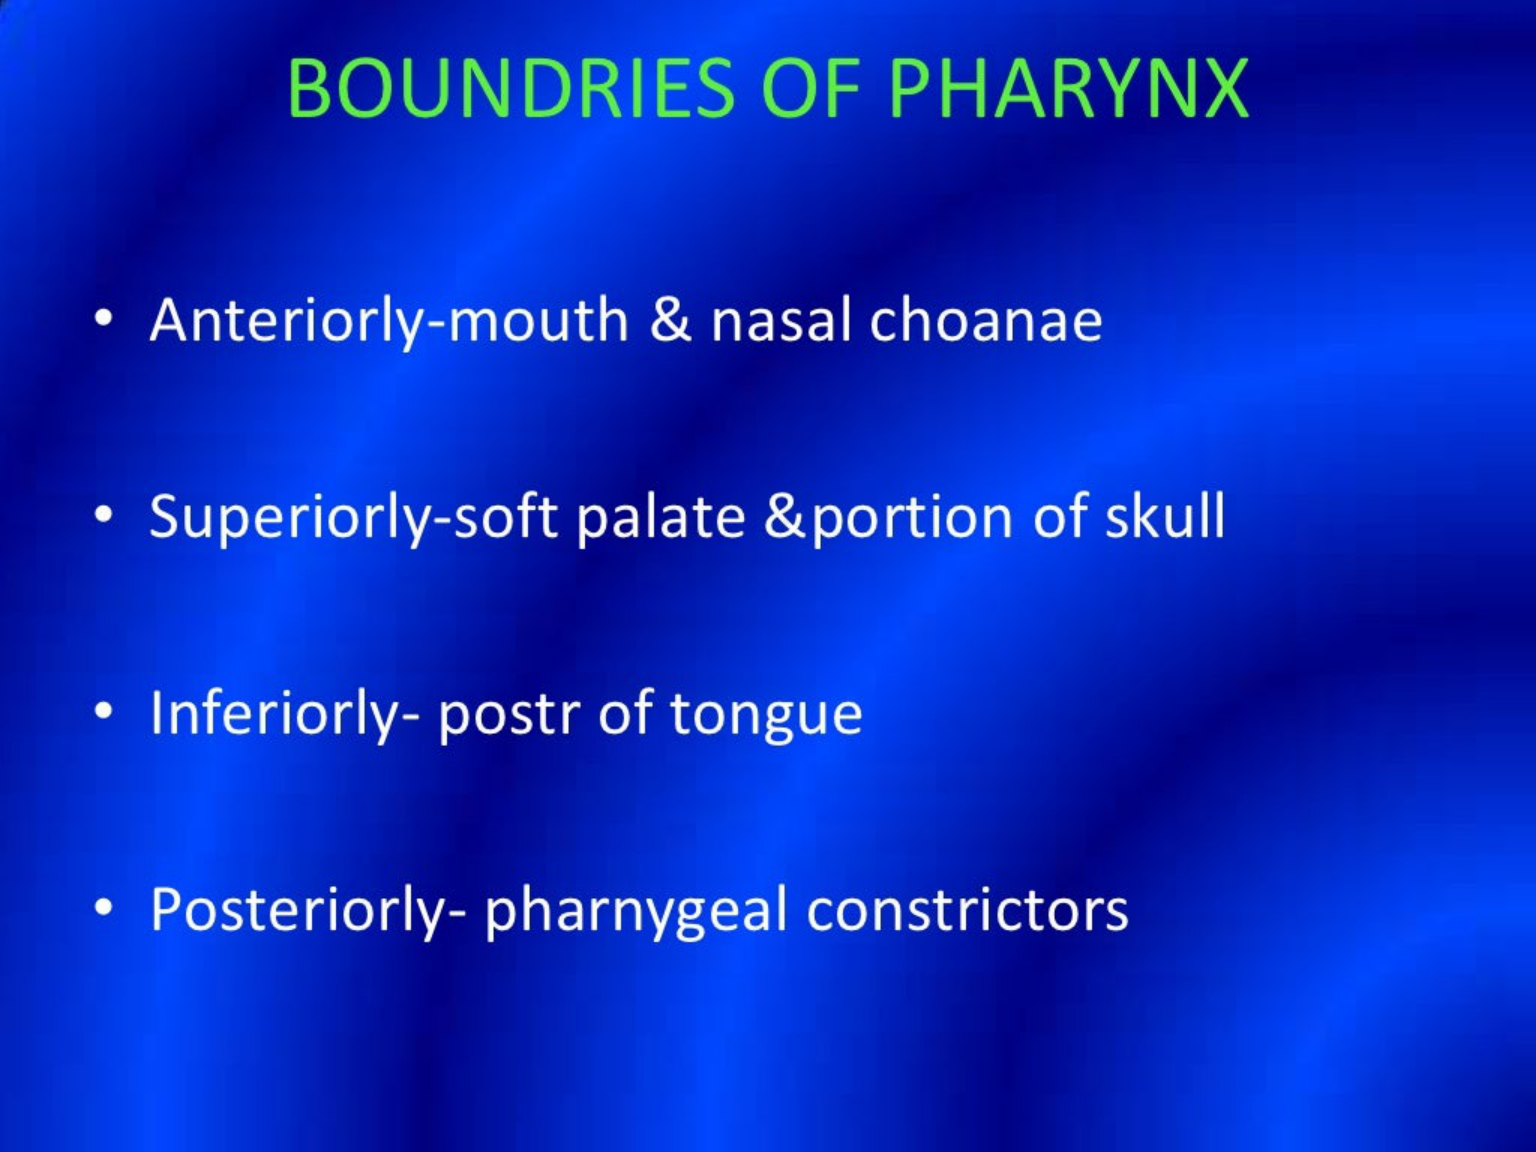 BOUNDRIES OF PHARYNX
• Anteriorly-mouth & nasal choanae
• Superiorly-soft palate &portion of skull
• Inferiorly- postr of tongue
• Posteriorly- pharnygeal constrictors